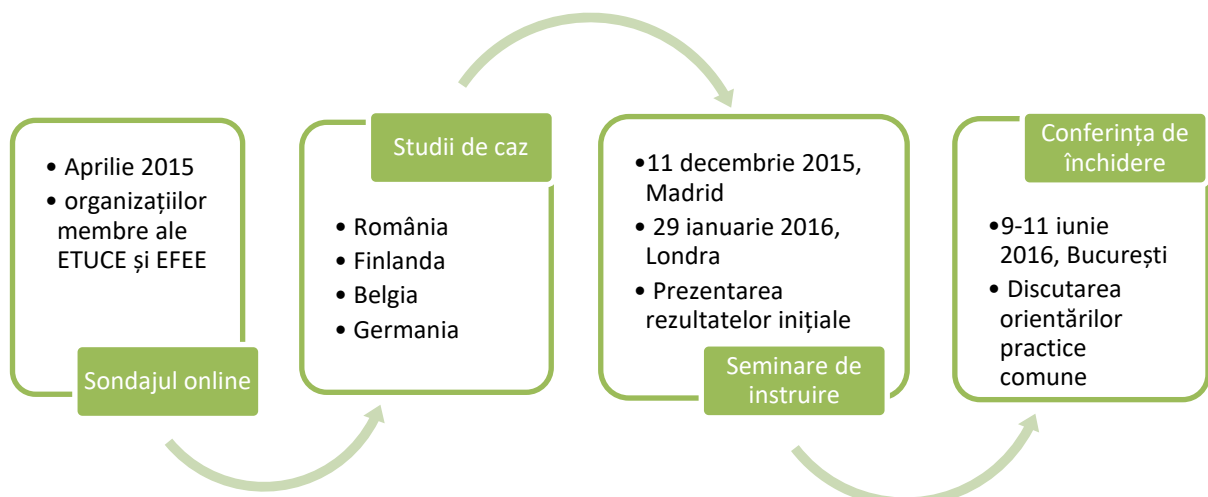 • Aprilie 2015
• organizațiilor
membre ale
ETUCE și EFEE
Sondajul online
Studii de caz
• România
• Finlanda
• Belgia
• Germania
•11 decembrie 2015,
Madrid
• 29 ianuarie 2016,
Londra
• Prezentarea
rezultatelor inițiale
Seminare de
instruire
Conferința de
închidere
•9-11 iunie
2016, București
• Discutarea
orientărilor
practice
comune